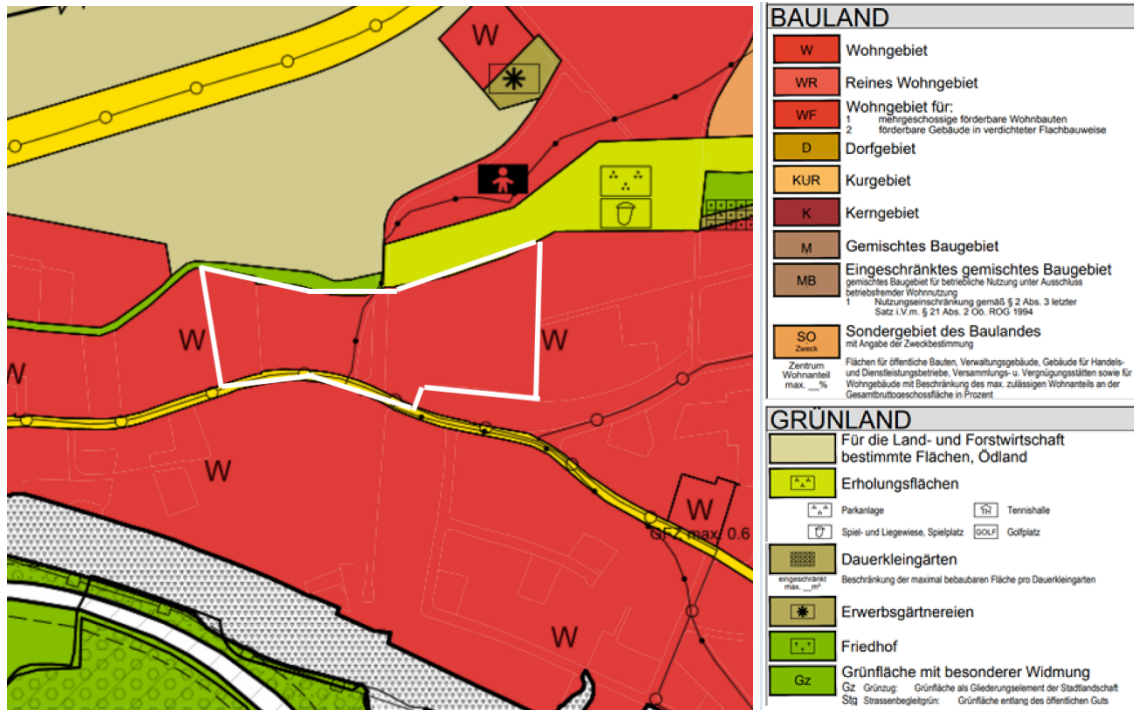 W
W
W
W
W
W
W
GFZ max. 0.6
W
BAULAND
W Wohngebiet
WR Reines Wohngebiet
WF Wohngebiet für:
1 mehrgeschossige förderbare Wohnbauten
2 förderbare Gebäude in verdichteter Flachbauweise
D Dorfgebiet
KUR Kurgebiet
K Kerngebiet
M Gemischtes Baugebiet
MB Eingeschränktes gemischtes Baugebiet
gemischtes Baugebiet für betriebliche Nutzung unter Ausschluss
betriebsfremder Wohnnutzung
1 Nutzungseinschränkung gemäß § 2 Abs. 3 letzter
Satz i.V.m. § 21 Abs. 2 Oö. ROG 1994
SO Sondergebiet des Baulandes
Zweck mit Angabe der Zweckbestimmung
Zentrum
Wohnanteil
max. __%
Flächen für öffentliche Bauten, Verwaltungsgebäude, Gebäude für Handels-
und Dienstleistungsbetriebe, Versammlungs- u. Vergnügungsstätten sowie für
Wohngebäude mit Beschränkung des max. zulässigen Wohnanteils an der
Gesamtbruttogeschossfläche in Prozent
GRÜNLAND
Für die Land- und Forstwirtschaft
bestimmte Flächen, Ödland
Erholungsflächen
Parkanlage TH Tennishalle
Spiel- und Liegewiese, Spielplatz GOLF Golfplatz
Dauerkleingärten
eingeschränkt
max. __m²
Beschränkung der maximal bebaubaren Fläche pro Dauerkleingarten
Erwerbsgärtnereien
Friedhof
Gz Grünfläche mit besonderer Widmung
Gz Grünzug: Grünfläche als Gliederungselement der Stadtlandschaft
Stg Strassenbegleitgrün: Grünfläche entlang des öffentlichen Guts